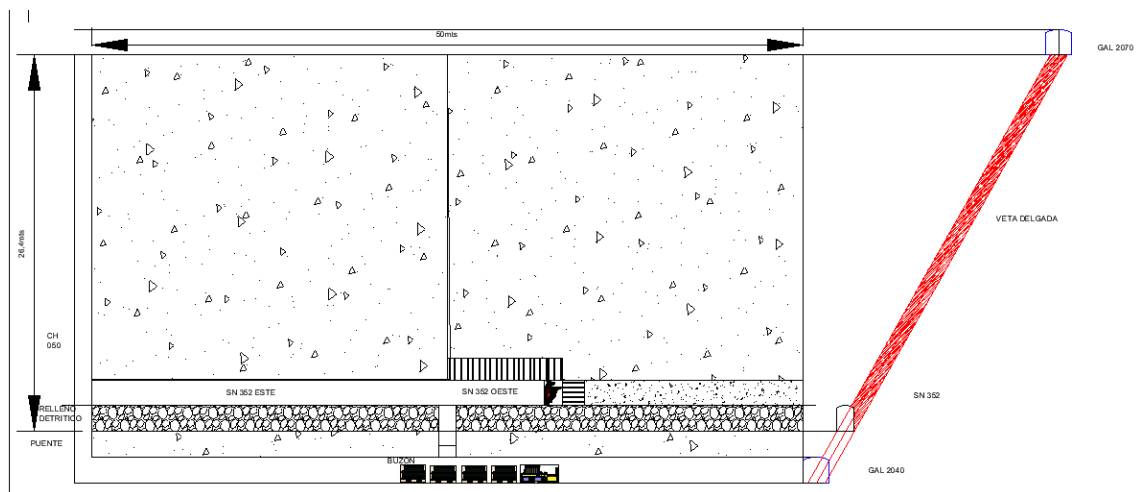 50mts
GAL 2070
26,4mts
VETA DELGADA
CH
050
SN 352 ESTE
SN 352 OESTE
SN 352
RELLENO
DETRITICO
PUENTE
BUZON
GAL 2040